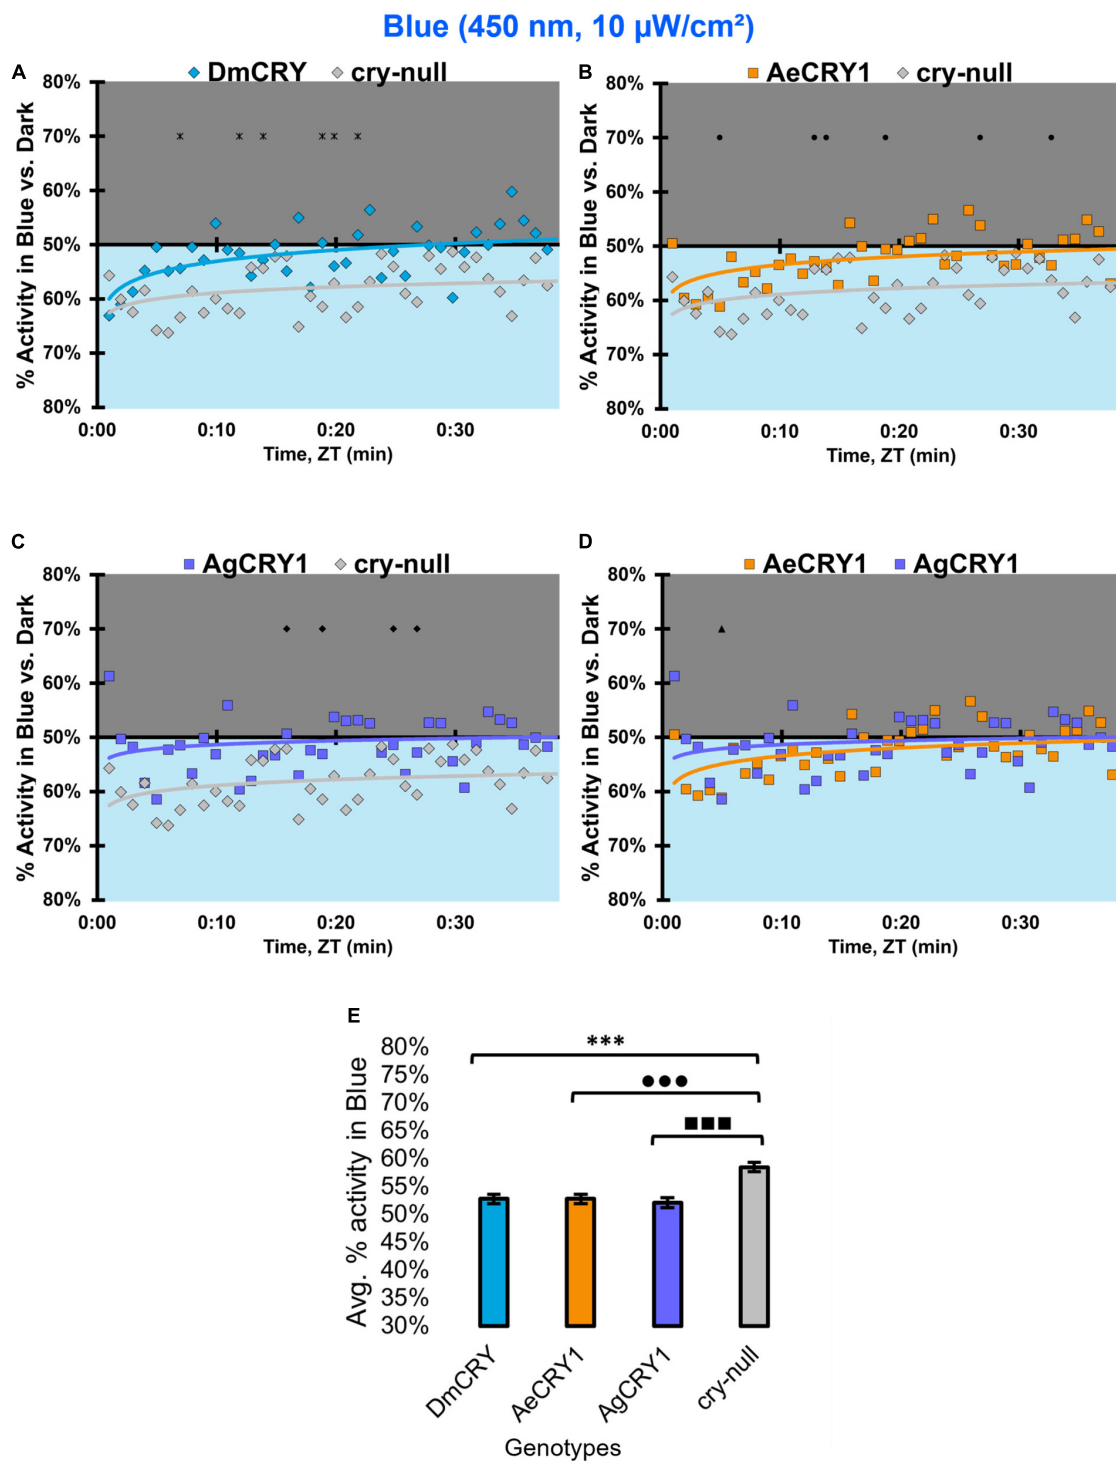 Blue (450 nm, 10 µW/cm²)
A
DmCRY cry-null
% Activity in Blue vs. Dark
80%
70%
60%
50%
60%
70%
80%
0:00 0:10 0:20 0:30
Time, ZT (min)
B
AeCRY1 cry-null
% Activity in Blue vs. Dark
80%
70%
60%
50%
60%
70%
80%
0:00 0:10 0:20 0:30
Time, ZT (min)
C
AgCRY1 cry-null
% Activity in Blue vs. Dark
80%
70%
60%
50%
60%
70%
80%
0:00 0:10 0:20 0:30
Time, ZT (min)
D
AeCRY1 AgCRY1
% Activity in Blue vs. Dark
80%
70%
60%
50%
60%
70%
80%
0:00 0:10 0:20 0:30
Time, ZT (min)
E
Avg. % activity in Blue
80%
75%
70%
65%
60%
55%
50%
45%
40%
35%
30%
***
●●●
■■■
DmCRY AeCRY1 AgCRY1 cry-null
Genotypes